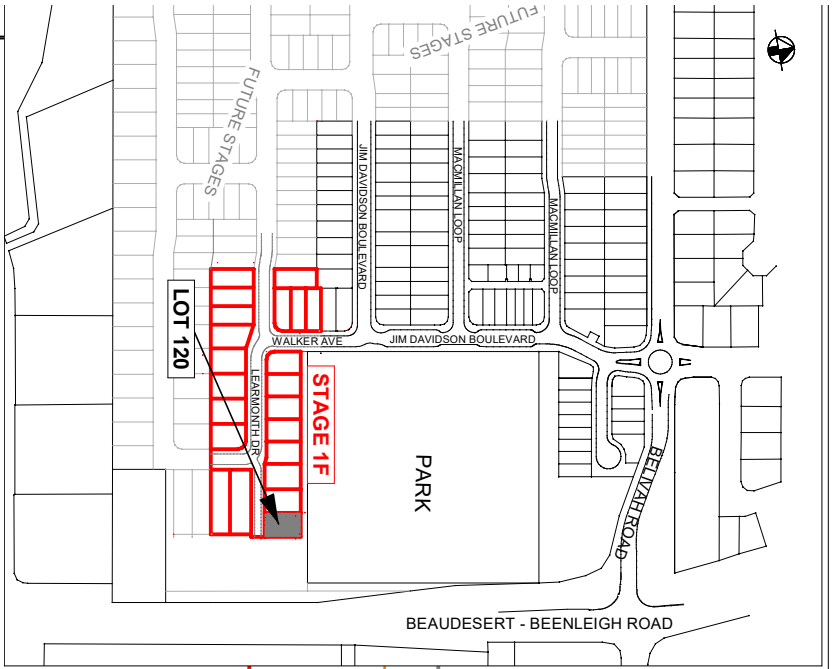 FUTURE STAGES
FUTURE STAGES
JIM DAVIDSON BOULEVARD
MACMILLAN LOOP
MACMILLAN LOOP
LOT 120
WALKER AVE
JIM DAVIDSON BOULEVARD
LEARMONTH DR
STAGE 1F
PARK
BELIVAH ROAD
BEAUDESERT - BEENLEIGH ROAD